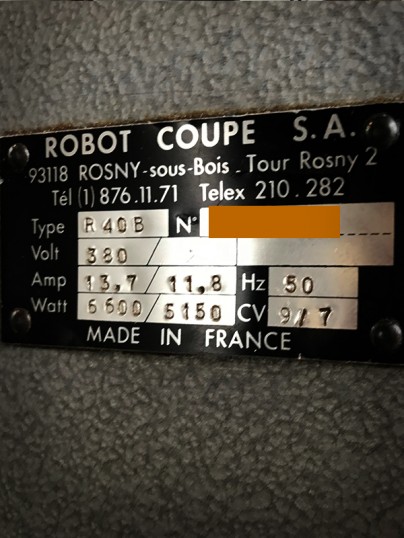 ROBOT COUPE S.A.
93118 ROSNY-sous-Bois . Tour Rosny 2
Tél (1) 876.11.71 Telex 210.282
Type R40B N°
Volt 380 /
Amp 13,7 / 11,8 Hz 50
Watt 6600 / 5150 CV 9/7
MADE IN FRANCE